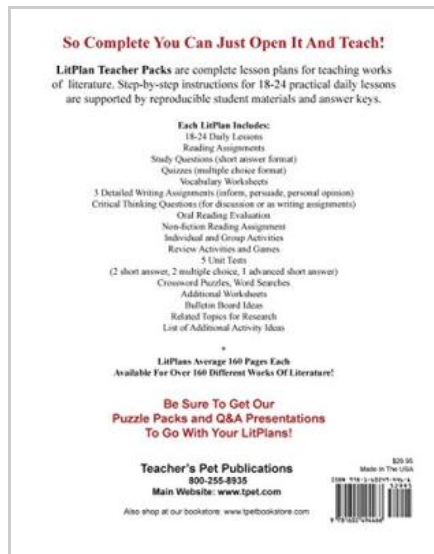 So Complete You Can Just Open It And Teach!
LitPlan Teacher Packs are complete lesson plans for teaching works
of literature. Step-by-step instructions for 18-24 practical daily lessons
are supported by reproducible student materials and answer keys.
Each LitPlan Includes:
18-24 Daily Lessons
Reading Assignments
Study Questions (short answer format)
Quizzes (multiple choice format)
Vocabulary Worksheets
3 Detailed Writing Assignments (inform, persuade, personal opinion)
Critical Thinking Questions (for discussion or as writing assignments)
Oral Reading Evaluation
Non-fiction Reading Assignment
Individual and Group Activities
Review Activities and Games
5 Unit Tests
(2 short answer, 2 multiple choice, 1 advanced short answer)
Crossword Puzzles, Word Searches
Additional Worksheets
Bulletin Board Ideas
Related Topics for Research
List of Additional Activity Ideas
*
LitPlans Average 160 Pages Each
Available For Over 160 Different Works Of Literature!
Be Sure To Get Our
Puzzle Packs and Q&A Presentations
To Go With Your LitPlans!
Teacher's Pet Publications
800-255-8935
Main Website: www.tpet.com
Also shop at our bookstore: www.tpetbookstore.com
$29.95
Made In The USA
ISBN